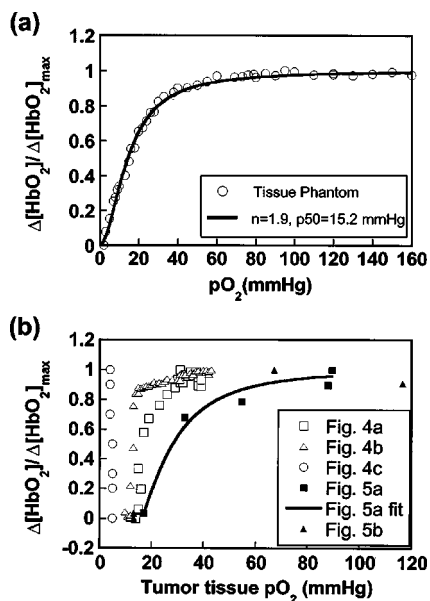 (a)
Δ[HbO₂]/Δ[HbO₂]max
1.2
1
0.8
0.6
0.4
0.2
0
Tissue Phantom
n=1.9, p50=15.2 mmHg
0 20 40 60 80 100 120 140 160
pO₂(mmHg)
(b)
Δ[HbO₂]/Δ[HbO₂]max
1.2
1
0.8
0.6
0.4
0.2
0
-0.2
Fig. 4a
Fig. 4b
Fig. 4c
Fig. 5a
Fig. 5a fit
Fig. 5b
0 20 40 60 80 100 120
Tumor tissue pO₂ (mmHg)